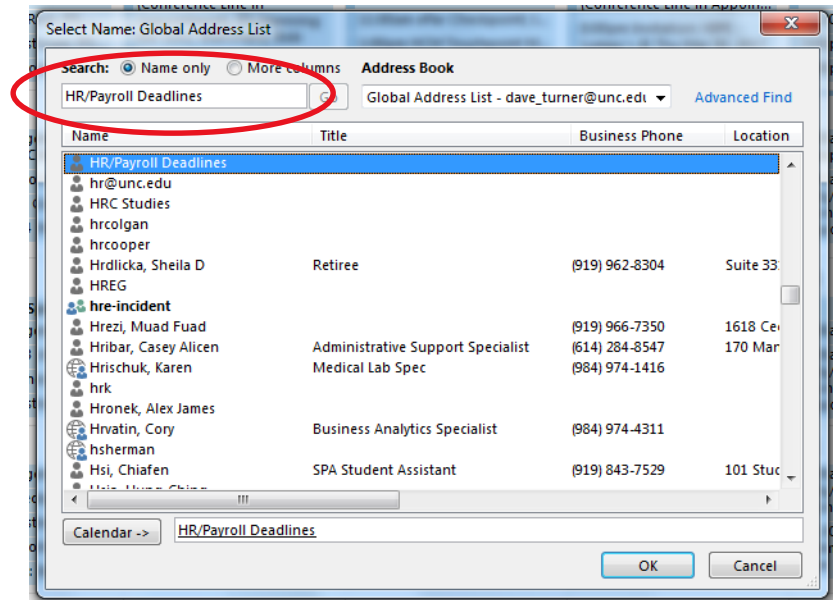 Select Name: Global Address List
Search: Name only More columns Address Book
HR/Payroll Deadlines Go Global Address List - dave_turner@unc.edu Advanced Find
Name Title Business Phone Location
HR/Payroll Deadlines
hr@unc.edu
HRC Studies
hrcolgan
hrcooper
Hrdlicka, Sheila D Retiree (919) 962-8304 Suite 33
HREG
hre-incident
Hrezi, Muad Fuad (919) 966-7350 1618
Hribar, Casey Alicen Administrative Support Specialist (614) 284-8547 170
Hrischuk, Karen Medical Lab Spec (984) 974-1416
hrk
Hronek, Alex James
Hrvatin, Cory Business Analytics Specialist (984) 974-4311
hsherman
Hsi, Chiafen SPA Student Assistant (919) 843-7529 101
Calendar -> HR/Payroll Deadlines
OK Cancel